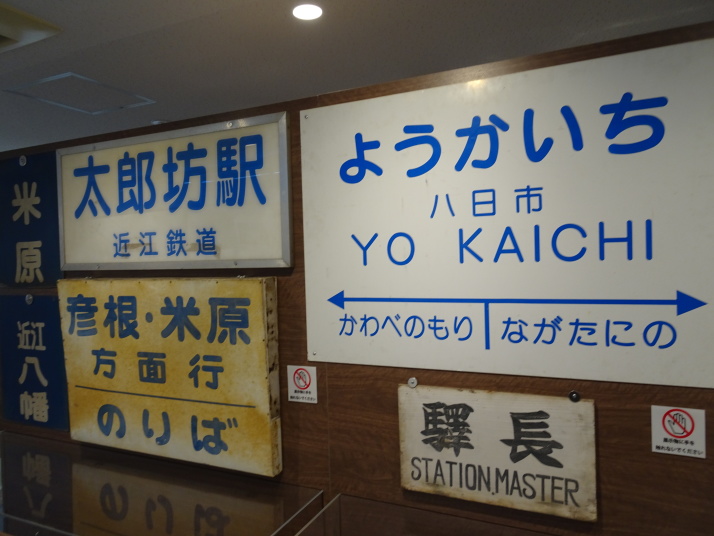 米原
近江八幡
太郎坊駅
近江鉄道
彦根・米原
方面行
のりば
ようかいち
八日市
YO KAICHI
かわべのもり ながたにの
驛長
STATION.MASTER